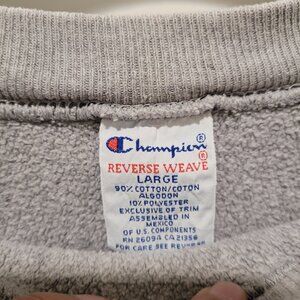 Champion®
REVERSE WEAVE®
LARGE
90% COTTON/COTON
ALGODON
10% POLYESTER
EXCLUSIVE OF TRIM
ASSEMBLED IN
MEXICO
OF U.S. COMPONENTS
RN 26094 CA 21356
FOR CARE SEE REVERSE